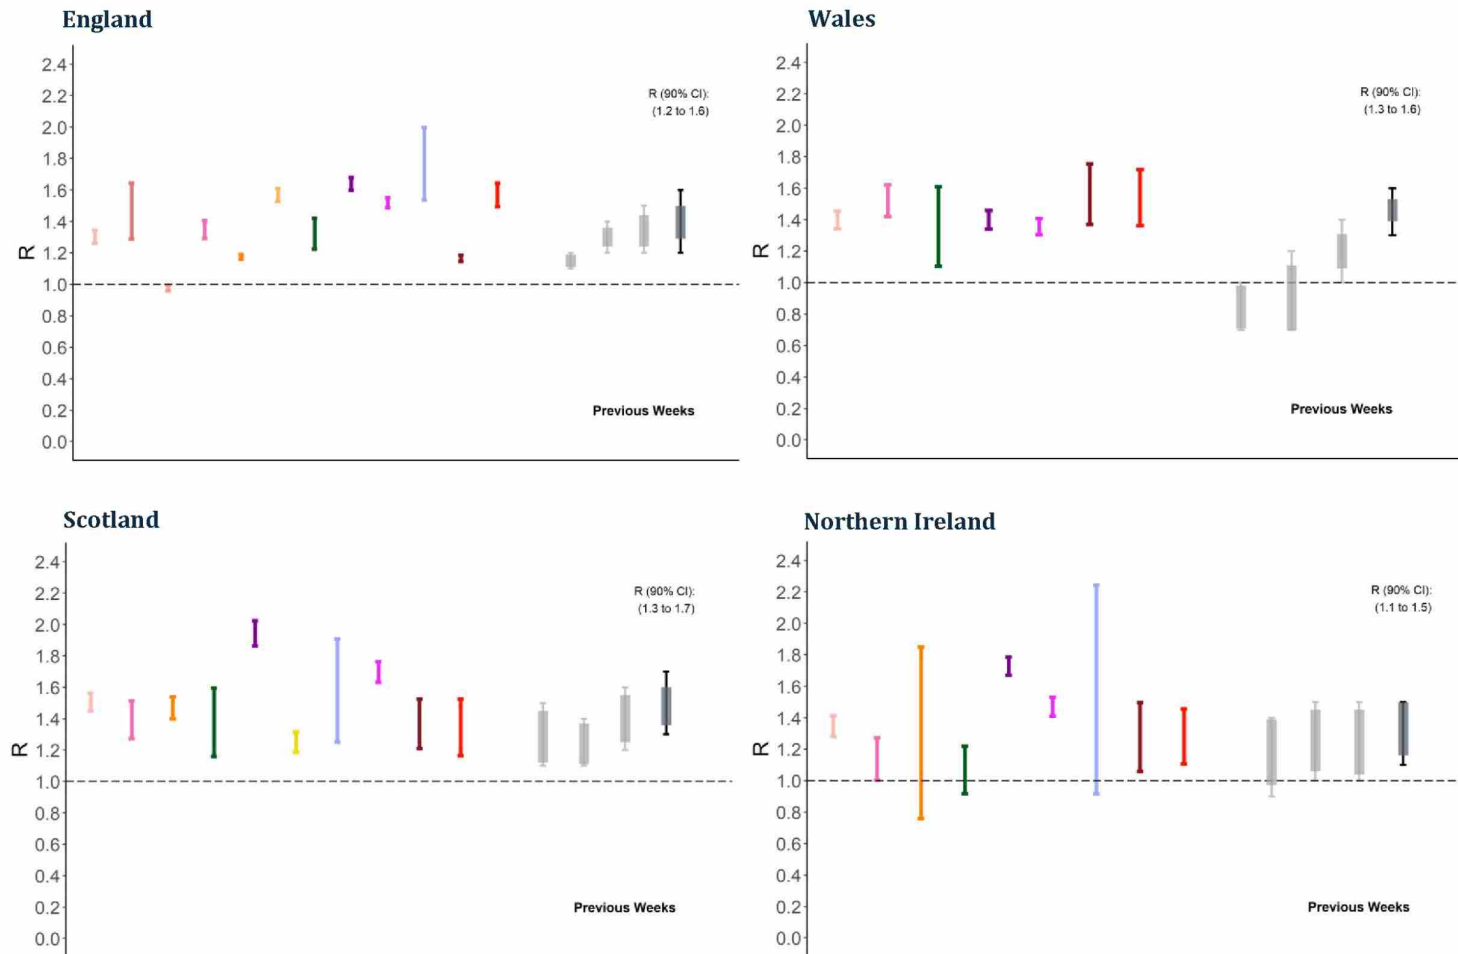 England
2.4
2.2
2.0
1.8
1.6
1.4
1.2
1.0
0.8
0.6
0.4
0.2
0.0
R
R (90% CI):
(1.2 to 1.6)
Previous Weeks
Wales
2.4
2.2
2.0
1.8
1.6
1.4
1.2
1.0
0.8
0.6
0.4
0.2
0.0
R
R (90% CI):
(1.3 to 1.6)
Previous Weeks
Scotland
2.4
2.2
2.0
1.8
1.6
1.4
1.2
1.0
0.8
0.6
0.4
0.2
0.0
R
R (90% CI):
(1.3 to 1.7)
Previous Weeks
Northern Ireland
2.4
2.2
2.0
1.8
1.6
1.4
1.2
1.0
0.8
0.6
0.4
0.2
0.0
R
R (90% CI):
(1.1 to 1.5)
Previous Weeks